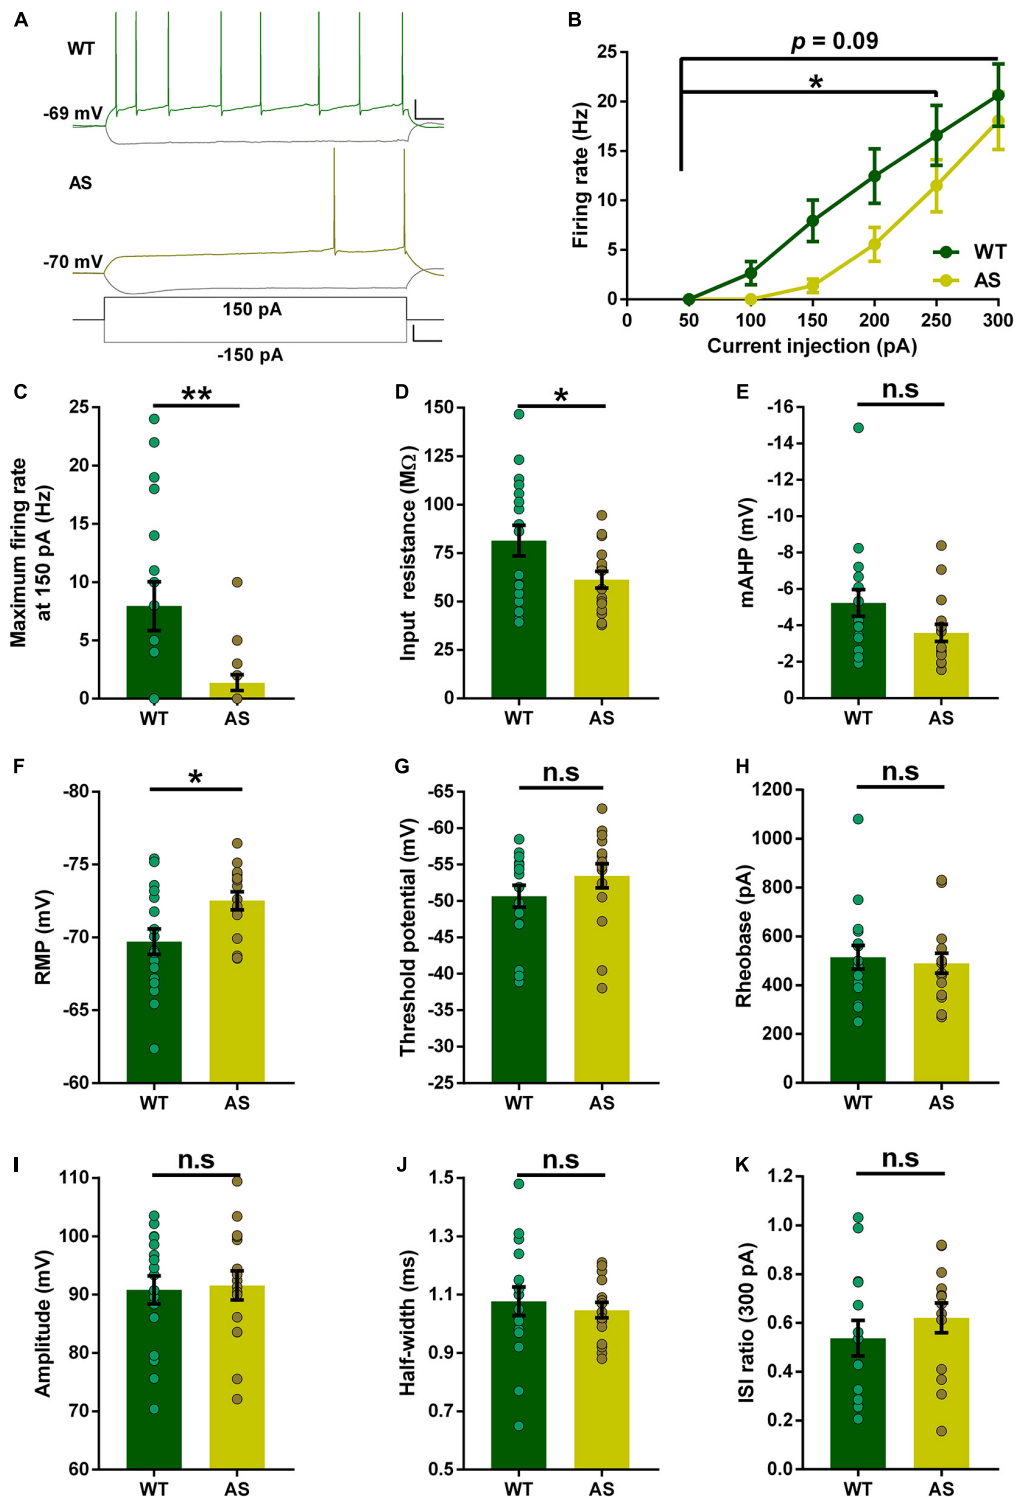 A
WT
-69 mV
AS
-70 mV
150 pA
-150 pA
B
p = 0.09
*
Firing rate (Hz)
25
20
15
10
5
0
0 50 100 150 200 250 300
Current injection (pA)
WT
AS
C
**
Maximum firing rate
at 150 pA (Hz)
25
20
15
10
5
0
WT AS
D
*
Input resistance (MΩ)
150
125
100
75
50
25
0
WT AS
E
n.s
mAHP (mV)
-16
-14
-12
-10
-8
-6
-4
-2
0
WT AS
F
*
RMP (mV)
-80
-75
-70
-65
-60
WT AS
G
n.s
Threshold potential (mV)
-65
-60
-55
-50
-45
-40
-35
-30
-25
WT AS
H
n.s
Rheobase (pA)
1200
1000
800
600
400
200
0
WT AS
I
n.s
Amplitude (mV)
110
100
90
80
70
60
WT AS
J
n.s
Half-width (ms)
1.5
1.3
1.1
0.9
0.7
0.5
WT AS
K
n.s
ISI ratio (300 pA)
1.2
1.0
0.8
0.6
0.4
0.2
0.0
WT AS